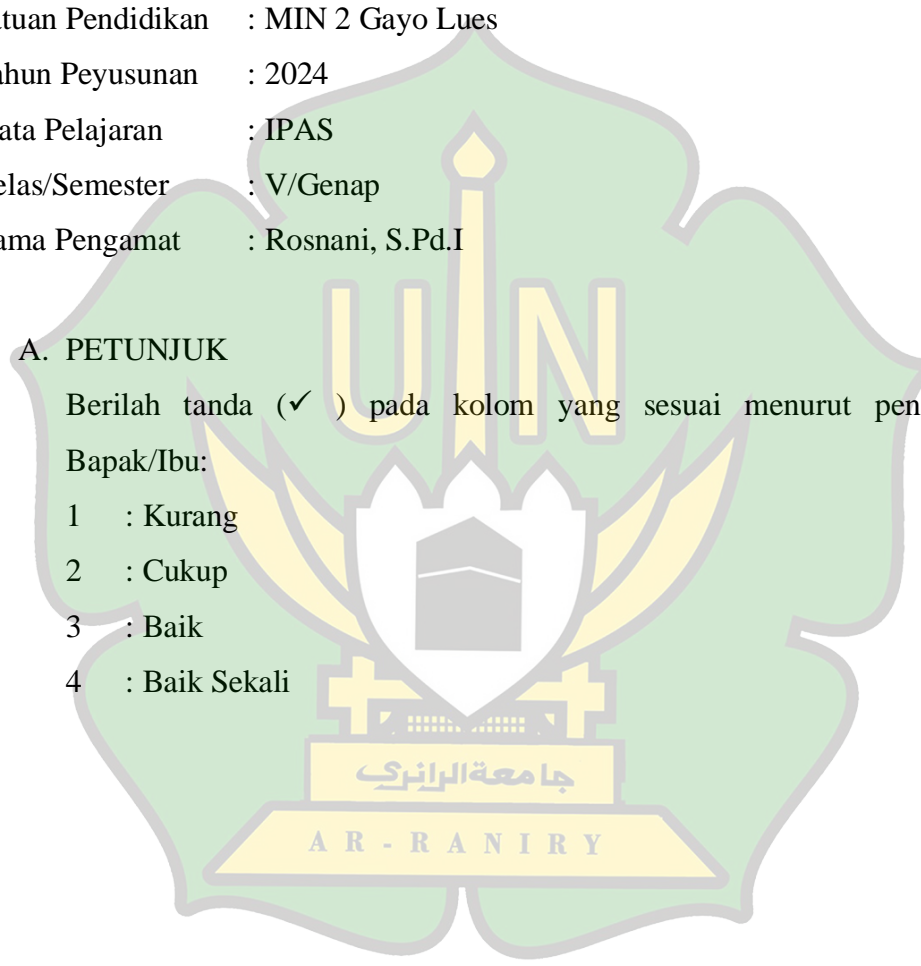 tuan Pendidikan : MIN 2 Gayo Lues
ahun Peyusunan : 2024
ata Pelajaran : IPAS
elas/Semester : V/Genap
ama Pengamat : Rosnani, S.Pd.I
A. PETUNJUK
Berilah tanda (✓ ) pada kolom yang sesuai menurut pen
Bapak/Ibu:
1 : Kurang
2 : Cukup
3 : Baik
4 : Baik Sekali
UIN
جامعة الرانري
AR-RANIRY